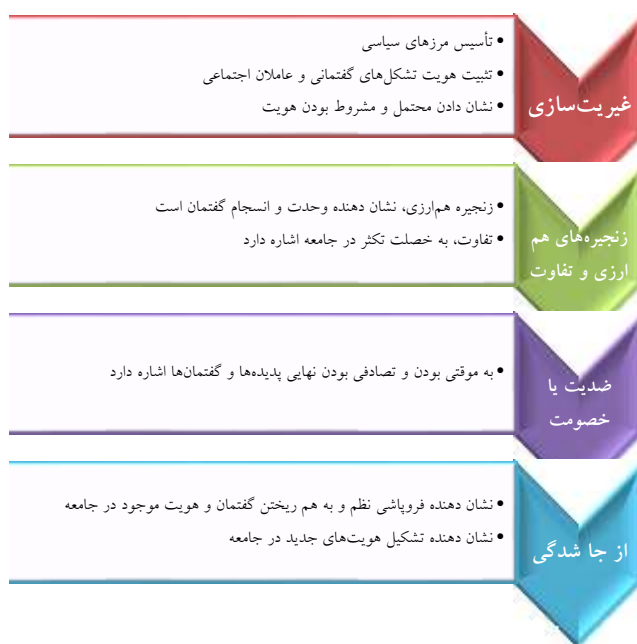 غیریت‌سازی
• تأسیس مرزهای سیاسی
• تثبیت هویت تشکل‌های گفتمانی و عاملان اجتماعی
• نشان دادن محتمل و مشروط بودن هویت
زنجیره‌های هم
ارزی و تفاوت
• زنجیره هم‌ارزی، نشان دهنده وحدت و انسجام گفتمان است
• تفاوت، به خصلت تکثر در جامعه اشاره دارد
ضدیت یا
خصومت
• به موقتی بودن و تصادفی بودن نهایی پدیده‌ها و گفتمان‌ها اشاره دارد
از جا شدگی
• نشان دهنده فروپاشی نظم و به هم ریختن گفتمان و هویت موجود در جامعه
• نشان دهنده تشکیل هویت‌های جدید در جامعه